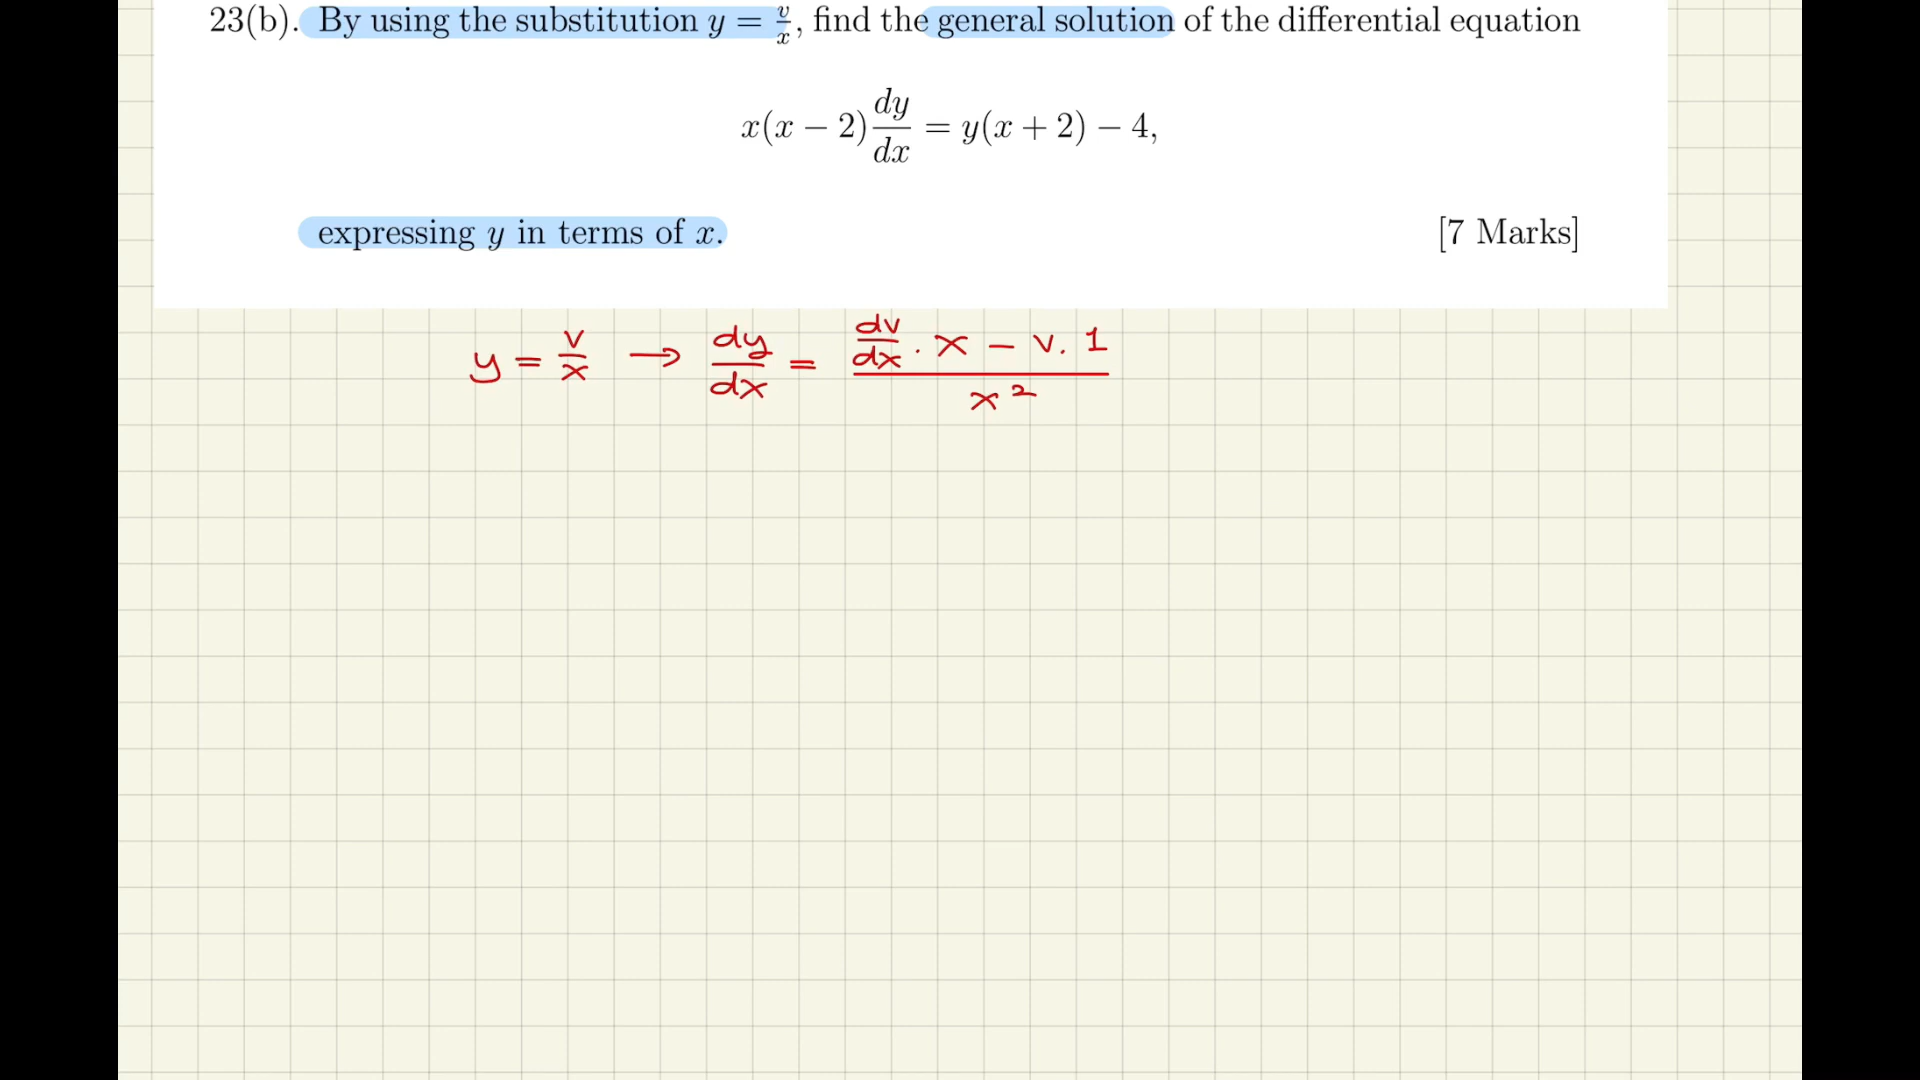 23(b). By using the substitution y = v/x, find the general solution of the differential equation
x(x − 2) dy/dx = y(x + 2) − 4,
expressing y in terms of x. [7 Marks]
y = v/x → dy/dx = (dv/dx · x − v. 1)/x²